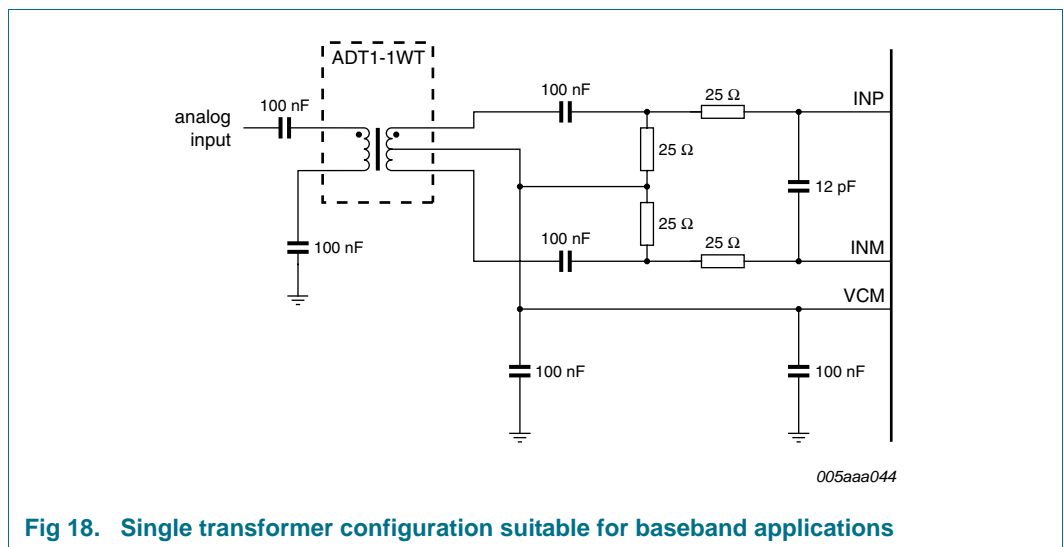 ADT1-1WT
100 nF
analog
input
100 nF
100 nF
25 Ω
INP
25 Ω
12 pF
25 Ω
100 nF
25 Ω
INM
VCM
100 nF
100 nF
005aaa044
Fig 18. Single transformer configuration suitable for baseband applications